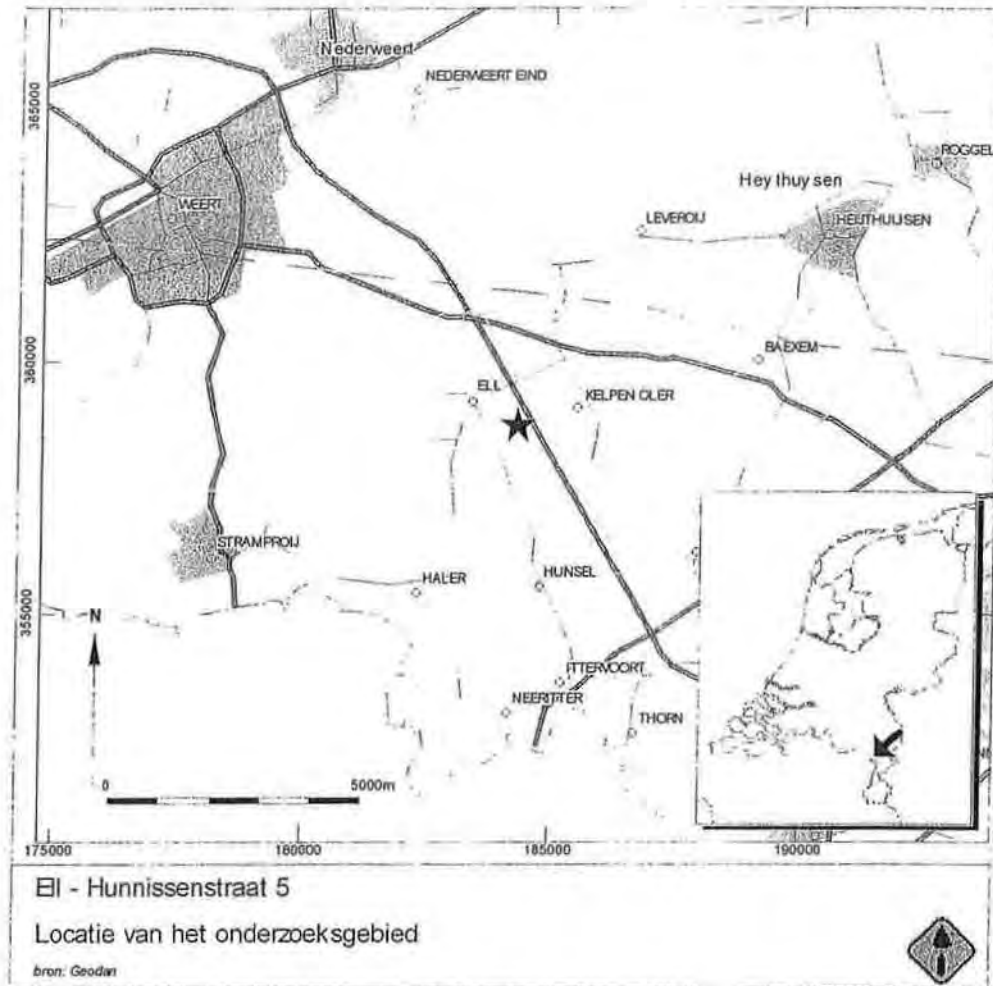 Nederweert
NEDERWEERT EIND
365000
ROGGEL
Hey thuy sen
WEERT
LEVEROIJ
HEIJTHUIJSEN
360000
BAEXEM
ELL
KELPEN OLER
STRAMPROIJ
HALER
HUNSEL
355000
N
ITTERVOORT
NEERITTER
THORN
0
5000m
175000
180000
185000
190000
Ell - Hunnissenstraat 5
Locatie van het onderzoeksgebied
bron: Geodan